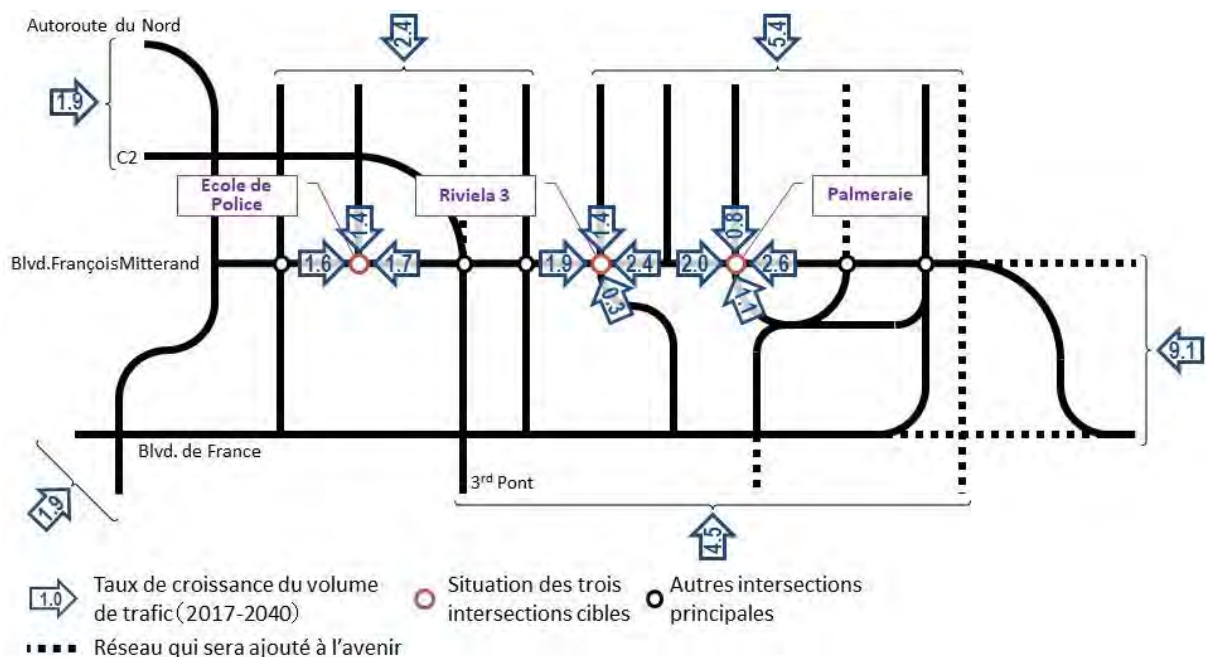 Autoroute du Nord
2.4
5.4
1.9
C2
Ecole de
Police
Riviela 3
Palmeraie
1.4
1.4
0.8
Blvd.FrançoisMitterand
1.6
1.7
1.9
2.4
2.0
2.6
3.0
1.1
9.1
Blvd. de France
3rd Pont
1.9
4.5
1.0
Taux de croissance du volume
de trafic(2017-2040)
Situation des trois
intersections cibles
Autres intersections
principales
Réseau qui sera ajouté à l'avenir